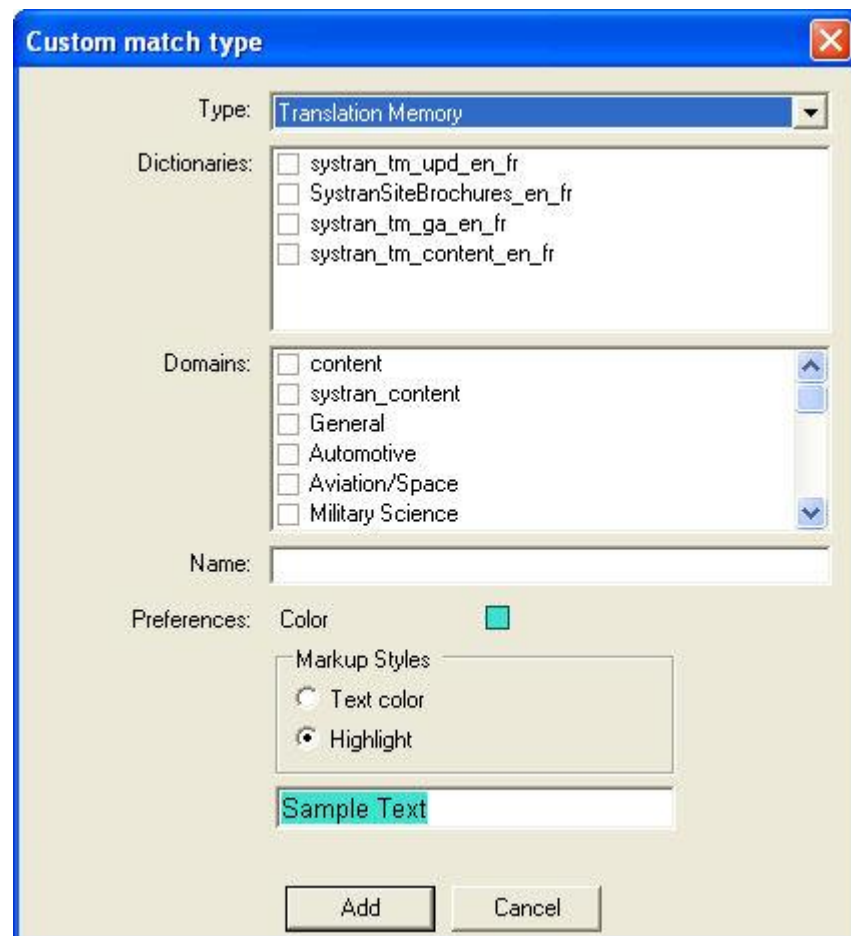 Custom match type
Type: Translation Memory
Dictionaries: systran_tm_upd_en_fr
SystranSiteBrochures_en_fr
systran_tm_ga_en_fr
systran_tm_content_en_fr
Domains: content
systran_content
General
Automotive
Aviation/Space
Military Science
Name:
Preferences: Color
Markup Styles
Text color
Highlight
Sample Text
Add Cancel